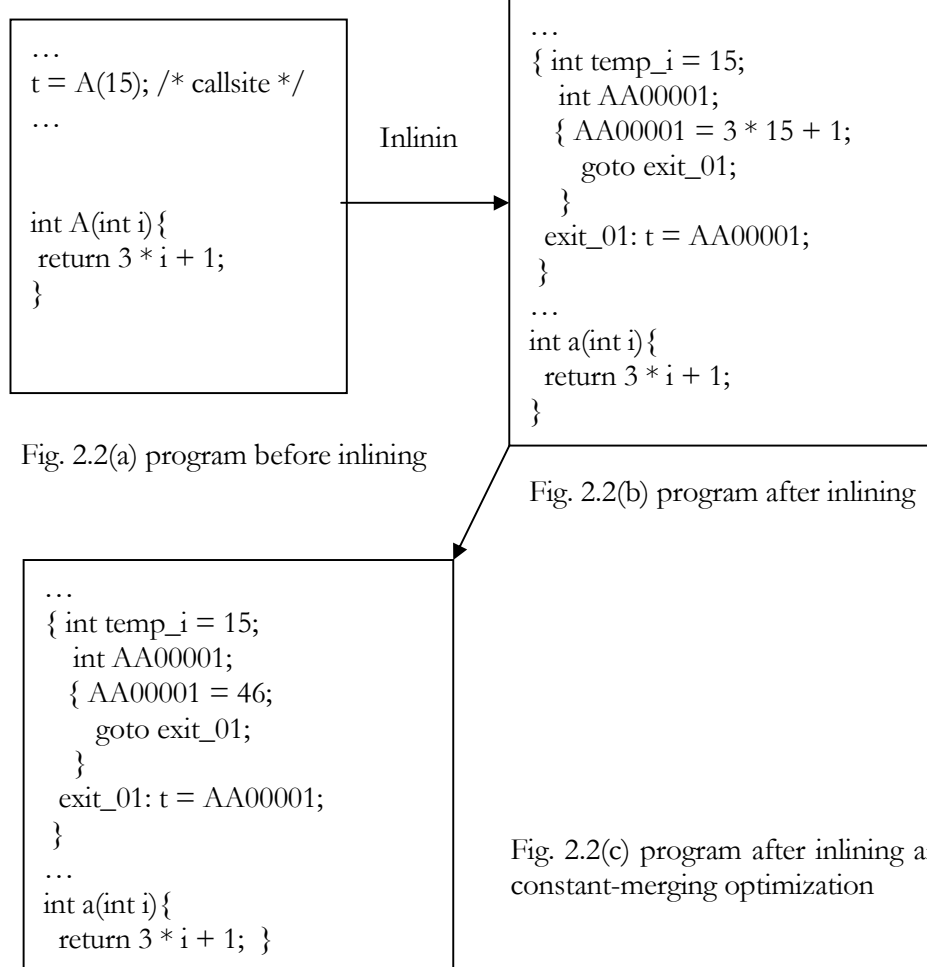 …
t = A(15); /* callsite */
…
int A(int i){
return 3 * i + 1;
}
Inlinin
…
{ int temp_i = 15;
int AA00001;
{ AA00001 = 3 * 15 + 1;
goto exit_01;
}
exit_01: t = AA00001;
}
…
int a(int i){
return 3 * i + 1;
}
Fig. 2.2(a) program before inlining
Fig. 2.2(b) program after inlining
…
{ int temp_i = 15;
int AA00001;
{ AA00001 = 46;
goto exit_01;
}
exit_01: t = AA00001;
}
…
int a(int i){
return 3 * i + 1; }
Fig. 2.2(c) program after inlining
constant-merging optimization